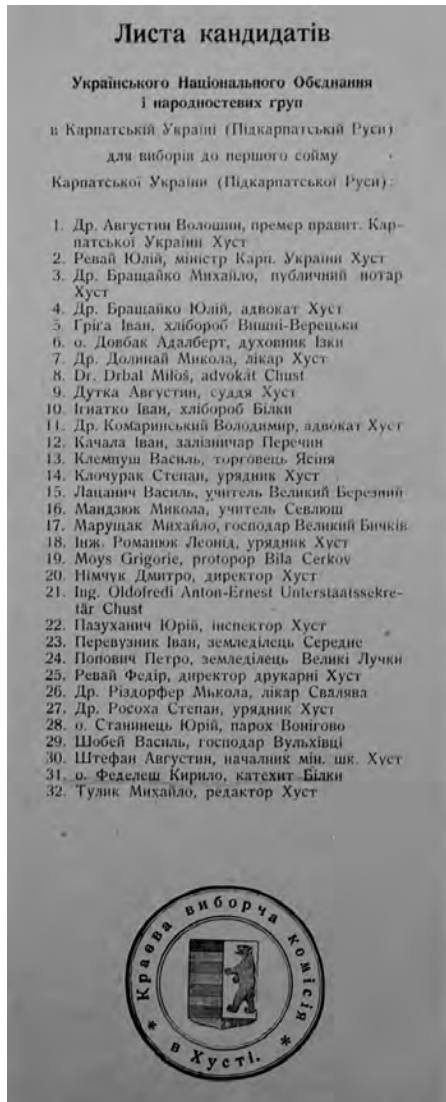 Листа кандидатів
Українського Національного Обєднання
і народностевих груп
в Карпатській Україні (Підкарпатській Руси)
для виборів до першого сойму
Карпатської України (Підкарпатської Руси):
1. Др. Августин Волошин, премер правит. Кар-
патської України Хуст
2. Ревай Юлій, міністр Карп. України Хуст
3. Др. Бращайко Михайло, публичний нотар
Хуст
4. Др. Бращайко Юлій, адвокат Хуст
5. Ґріґа Іван, хлібороб Вишні-Верецьки
6. о. Довбак Адалберт, духовник Ізки
7. Др. Долинай Микола, лікар Хуст
8. Dr. Drbal Miloš, advokát Chust
9. Дутка Августин, суддя Хуст
10. Ігнатко Іван, хлібороб Білки
11. Др. Комаринський Володимир, адвокат Хуст
12. Качала Іван, залізничар Перечин
13. Клемпуш Василь, торговець Ясіня
14. Клочурак Степан, урядник Хуст
15. Лацанич Василь, учитель Великий Березний
16. Мандзюк Микола, учитель Севлюш
17. Марущак Михайло, господар Великий Бичків
18. Інж. Романюк Леонід, урядник Хуст
19. Moys Grigorie, protopop Bila Cerkov
20. Німчук Дмитро, директор Хуст
21. Ing. Oldofredi Anton-Ernest Unterstaatssekre-
tär Chust
22. Пазуханич Юрій, інспектор Хуст
23. Перевузник Іван, земледілець Середне
24. Попович Петро, земледілець Великі Лучки
25. Ревай Федір, директор друкарні Хуст
26. Др. Різдорфер Микола, лікар Свалява
27. Др. Росоха Степан, урядник Хуст
28. о. Станинець Юрій, парох Вонігово
29. Шобей Василь, господар Вульхівці
30. Штефан Августин, началник мін. шк. Хуст
31. о. Феделеш Кирило, катехит Білки
32. Тулик Михайло, редактор Хуст
* Краєва виборча комісія *
в Хусті.